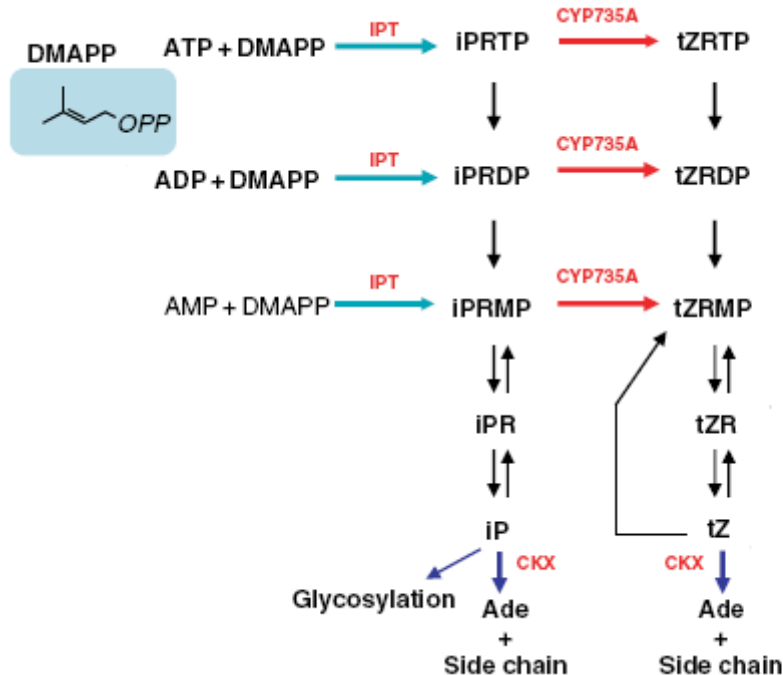 CYP735A
IPT
DMAPP
ATP + DMAPP
iPRTP
tZRTP
OPP
IPT
CYP735A
ADP + DMAPP
iPRDP
tZRDP
IPT
CYP735A
AMP + DMAPP
iPRMP
tZRMP
iPR
tZR
iP
tZ
CKX
CKX
Glycosylation
Ade
Ade
+
+
Side chain
Side chain